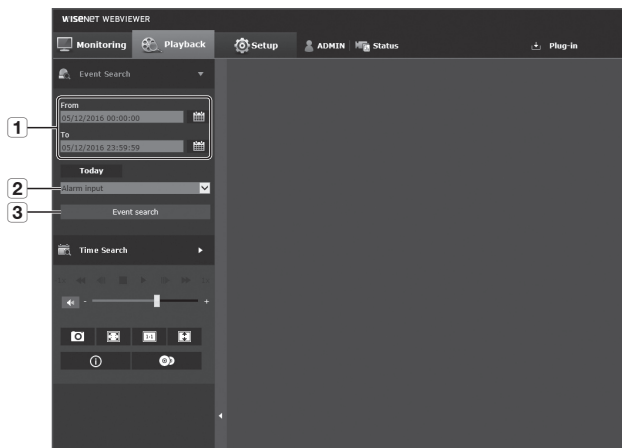 WISENET WEBVIEWER
Monitoring Playback Setup ADMIN Status Plug-in
Event Search
From
1
05/12/2016 00:00:00
To
05/12/2016 23:59:59
Today
2 Alarm input
3 Event search
Time Search
- +
1:1